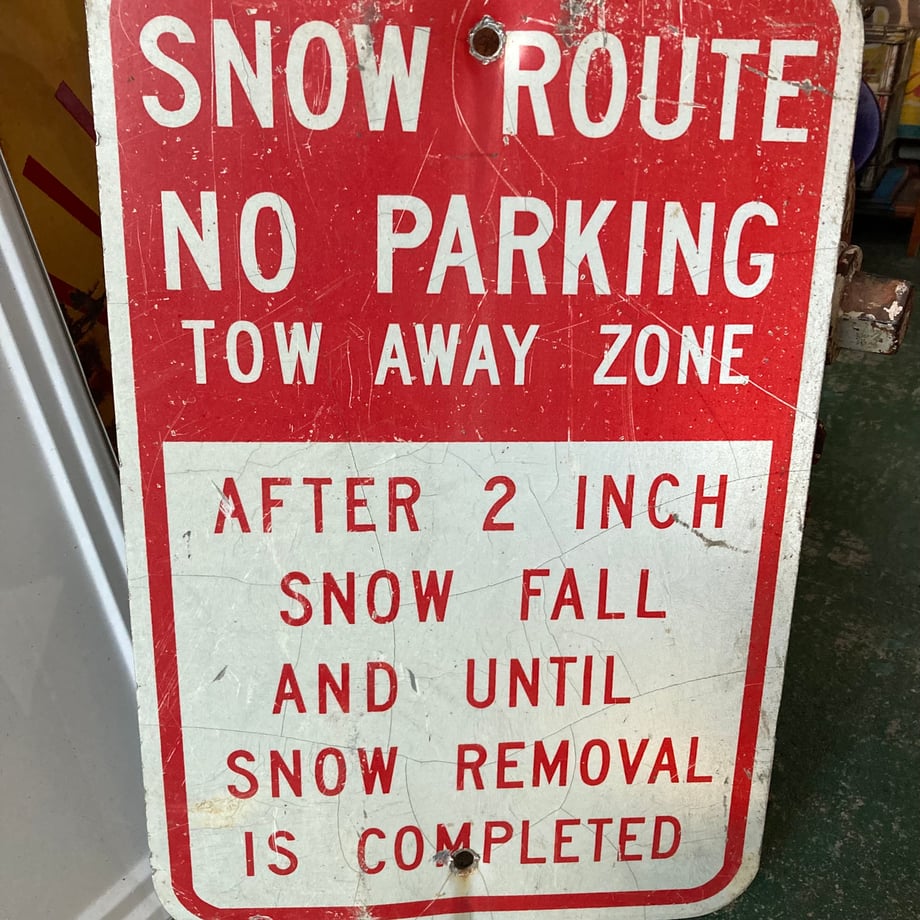 SNOW ROUTE
NO PARKING
TOW AWAY ZONE
AFTER 2 INCH
SNOW FALL
AND UNTIL
SNOW REMOVAL
IS COMPLETED